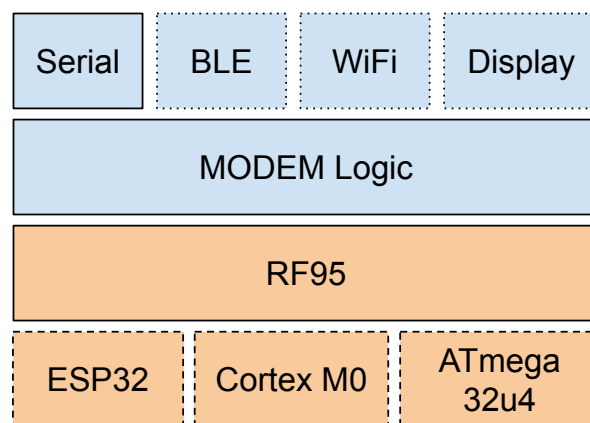 Serial
BLE
WiFi
Display
MODEM Logic
RF95
ESP32
Cortex M0
ATmega
32u4